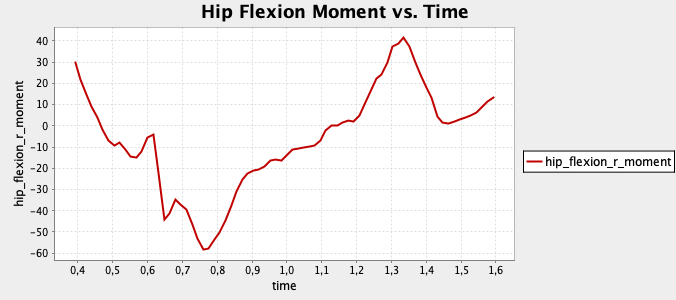 Hip Flexion Moment vs. Time
hip_flexion_r_moment
40
30
20
10
0
-10
-20
-30
-40
-50
-60
0,4 0,5 0,6 0,7 0,8 0,9 1,0 1,1 1,2 1,3 1,4 1,5 1,6
time
hip_flexion_r_moment